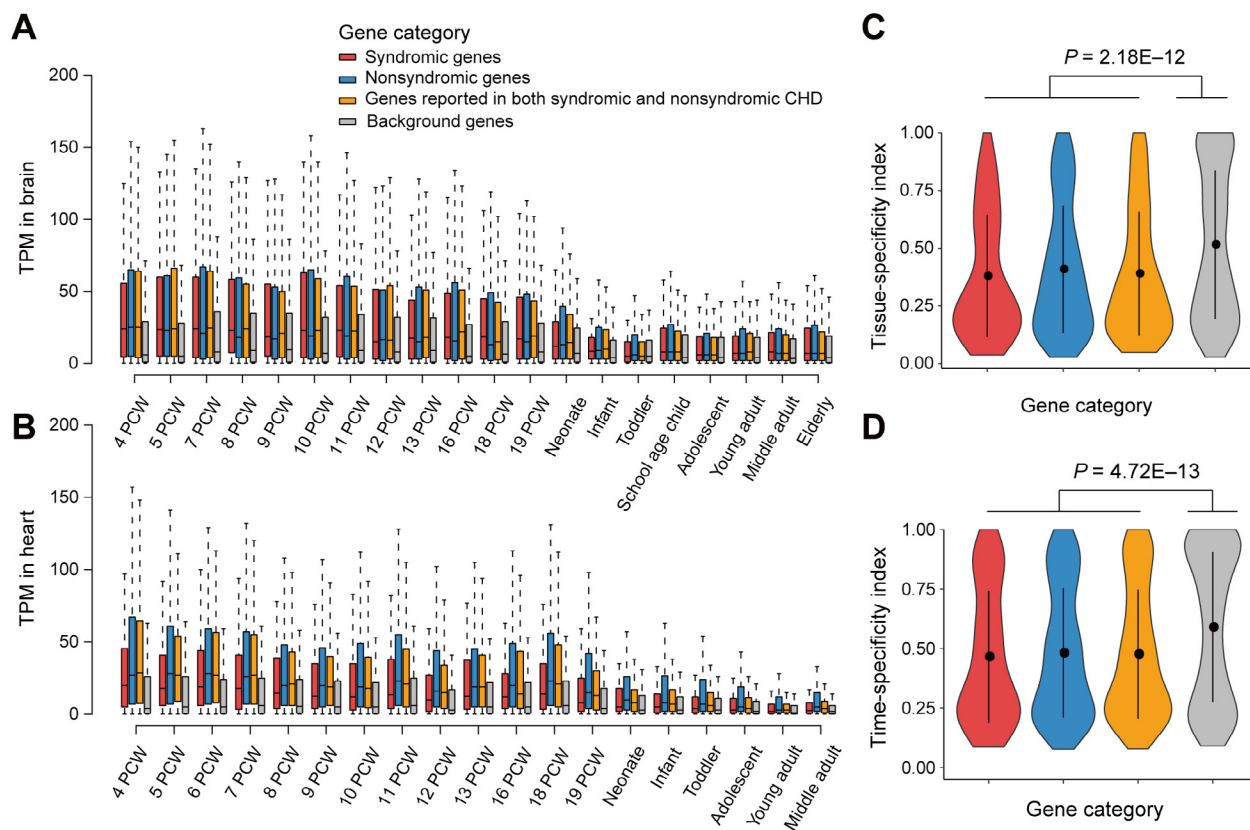 A
Gene category
Syndromic genes
Nonsyndromic genes
Genes reported in both syndromic and nonsyndromic CHD
Background genes
TPM in brain
200
150
100
50
0
4 PCW
5 PCW
7 PCW
8 PCW
9 PCW
10 PCW
11 PCW
12 PCW
13 PCW
16 PCW
18 PCW
19 PCW
Neonate
Infant
Toddler
School age child
Adolescent
Young adult
Middle adult
Elderly
B
TPM in heart
200
150
100
50
0
4 PCW
5 PCW
6 PCW
7 PCW
8 PCW
9 PCW
10 PCW
11 PCW
12 PCW
13 PCW
16 PCW
18 PCW
19 PCW
Neonate
Infant
Toddler
Adolescent
Young adult
Middle adult
C
P = 2.18E–12
Tissue-specificity index
1.00
0.75
0.50
0.25
0.00
Gene category
D
P = 4.72E–13
Time-specificity index
1.00
0.75
0.50
0.25
0.00
Gene category